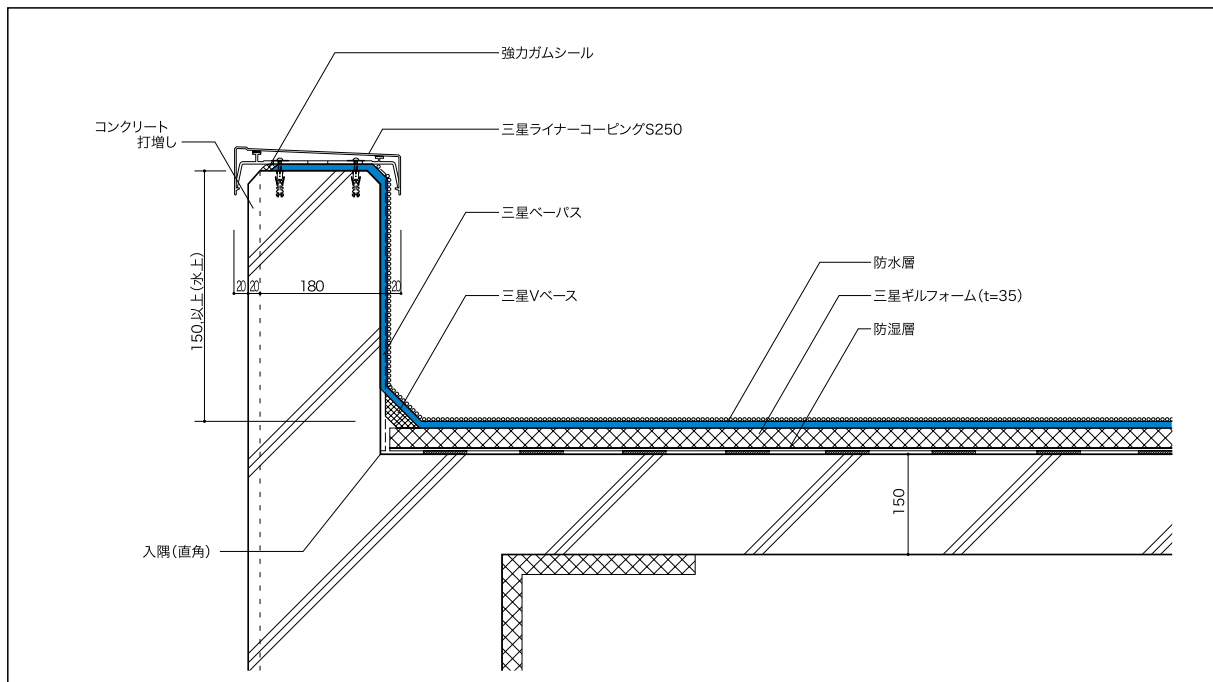 強力ガムシール
コンクリート
打増し
三星ライナーコーピングS250
三星ベーパス
防水層
三星Vベース
三星ギルフォーム(t=35)
防湿層
150,以上(水上)
20 20 180 20
入隅(直角)
150